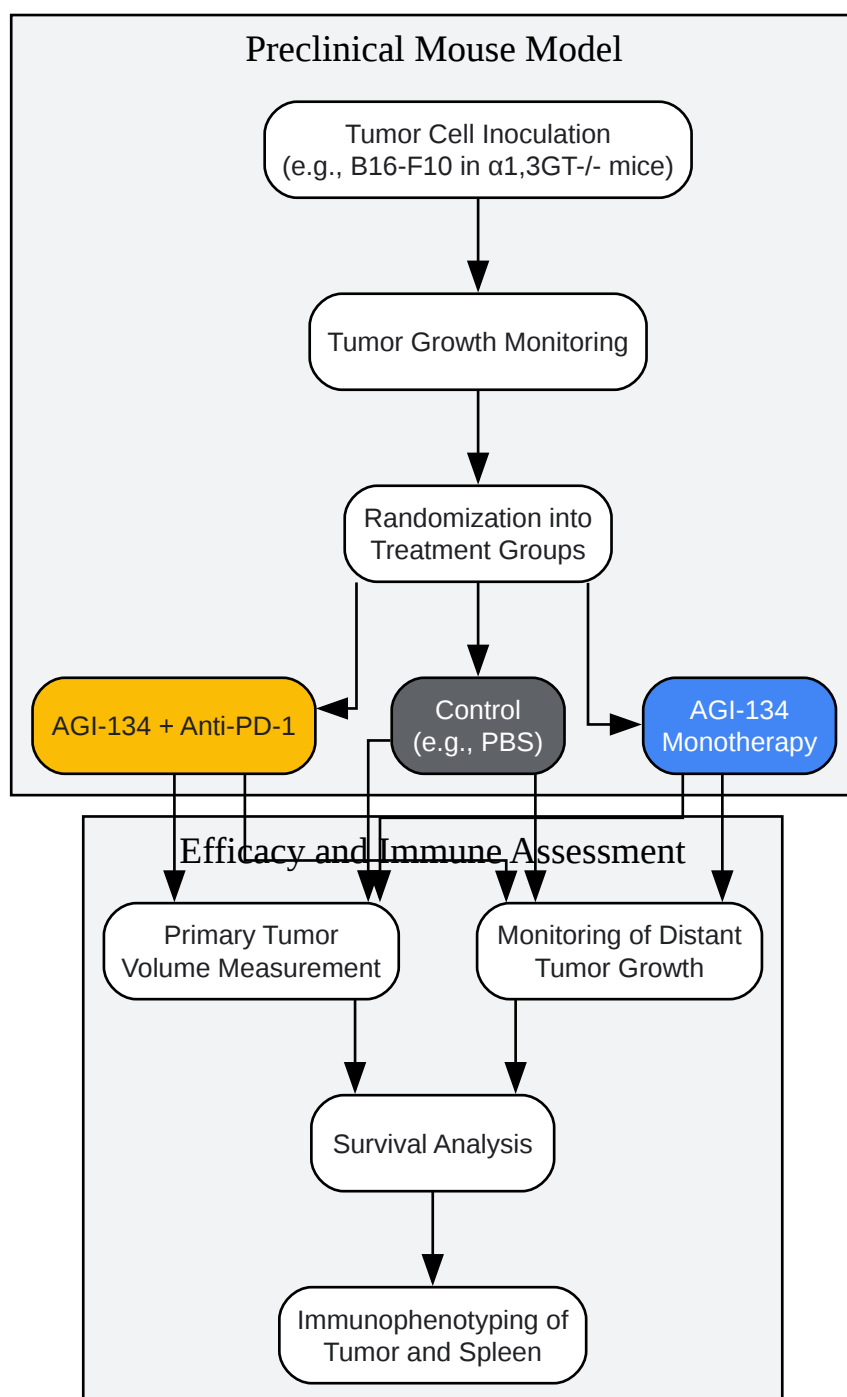 Preclinical Mouse Model
Tumor Cell Inoculation
(e.g., B16-F10 in α1,3GT-/- mice)
Tumor Growth Monitoring
Randomization into
Treatment Groups
AGI-134 + Anti-PD-1
Control
(e.g., PBS)
AGI-134
Monotherapy
Efficacy and Immune Assessment
Primary Tumor
Volume Measurement
Monitoring of Distant
Tumor Growth
Survival Analysis
Immunophenotyping of
Tumor and Spleen